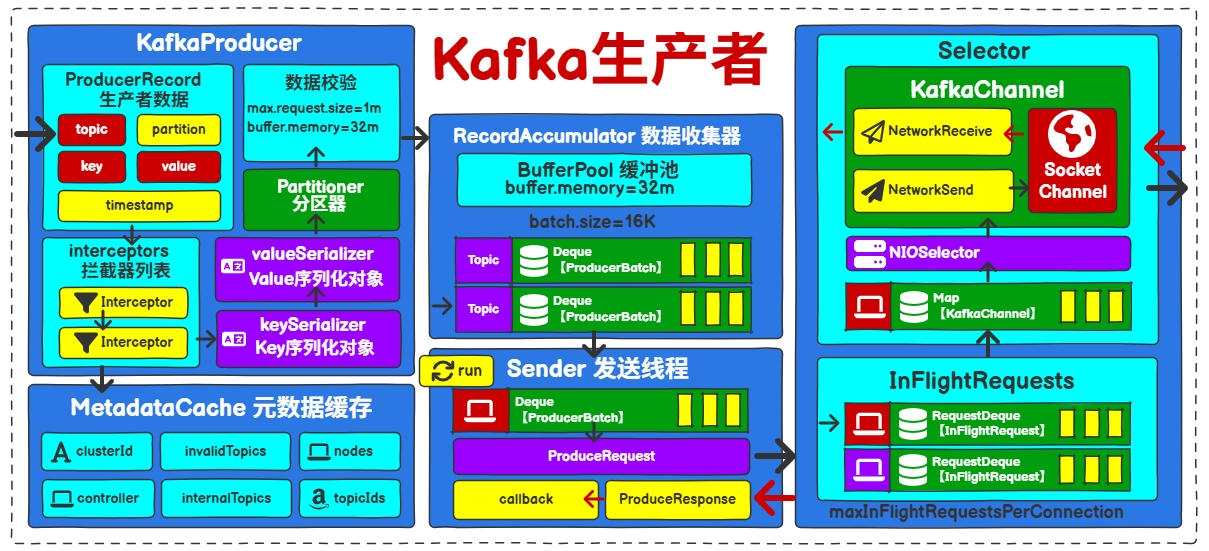 Kafka生产者
KafkaProducer
ProducerRecord
生产者数据
topic
partition
key
value
timestamp
interceptors
拦截器列表
Interceptor
Interceptor
数据校验
max.request.size=1m
buffer.memory=32m
Partitioner
分区器
valueSerializer
Value序列化对象
keySerializer
Key序列化对象
MetadataCache 元数据缓存
clusterId
invalidTopics
nodes
controller
internalTopics
topicIds
RecordAccumulator 数据收集器
BufferPool 缓冲池
buffer.memory=32m
batch.size=16K
Topic
Deque
【ProducerBatch】
Topic
Deque
【ProducerBatch】
run
Sender 发送线程
Deque
【ProducerBatch】
ProduceRequest
callback
ProduceResponse
Selector
KafkaChannel
NetworkReceive
NetworkSend
Socket
Channel
NIOSelector
Map
【KafkaChannel】
InFlightRequests
RequestDeque
【InFlightRequest】
RequestDeque
【InFlightRequest】
maxInFlightRequestsPerConnection